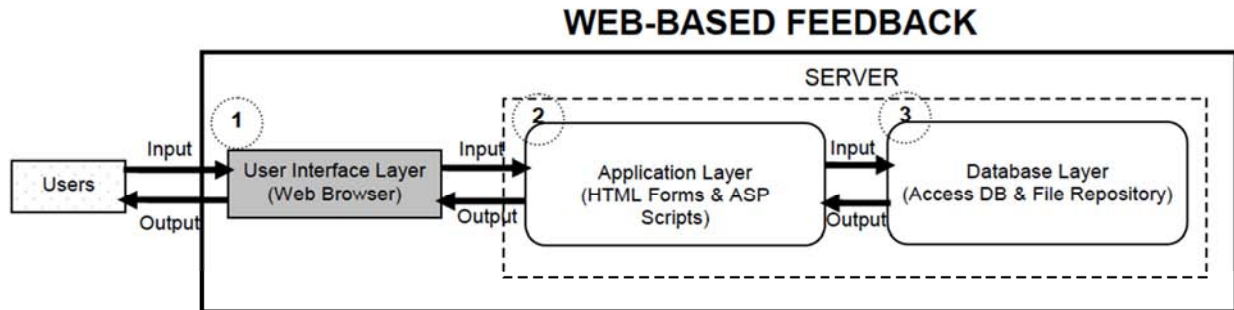 WEB-BASED FEEDBACK
SERVER
1
2
3
Input
Input
Input
Users
User Interface Layer
(Web Browser)
Application Layer
(HTML Forms & ASP
Scripts)
Database Layer
(Access DB & File Repository)
Output
Output
Output